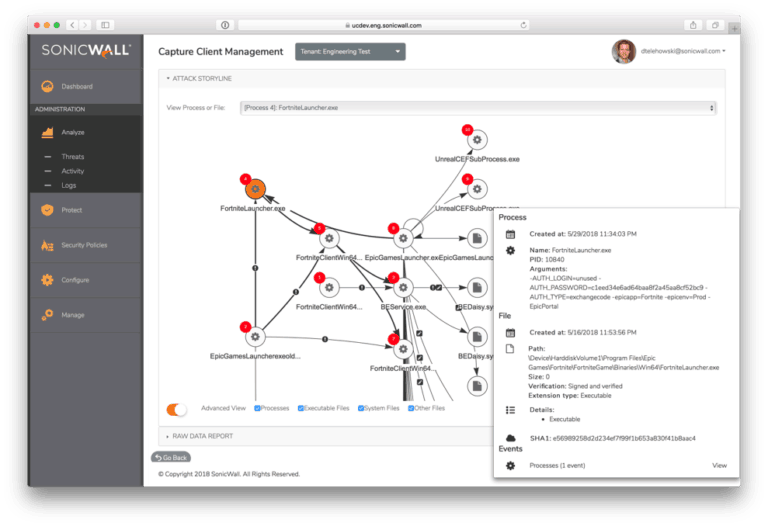 ucdev.eng.sonicwall.com
SONICWALL
Capture Client Management
Tenant: Engineering Test
dtelehowski@sonicwall.com
Dashboard
ADMINISTRATION
Analyze
Threats
Activity
Logs
Protect
Security Policies
Configure
Manage
ATTACK STORYLINE
View Process or File:
[Process 4]: FortniteLauncher.exe
10
UnrealCEFSubProcess.exe
UnrealCEFSubProcess.exe
FortniteLauncher.exe
FortniteClientWin64...
EpicGamesLauncher.exe
EpicGamesLaunc
FortniteClientWin64...
BEService.exe
BEDaisy.sy
EpicGamesLauncherexeold...
FortniteClientWin64...
BEDaisy.sy
Advanced View
Processes
Executable Files
System Files
Other Files
RAW DATA REPORT
Go Back
© Copyright 2018 SonicWall. All Rights Reserved.
Process
Created at: 5/29/2018 11:34:03 PM
Name: FortniteLauncher.exe
PID: 10840
Arguments:
-AUTH_LOGIN=unused -
AUTH_PASSWORD=c1eed34e6ad64baa8f2a45aa8cf52bc9 -
AUTH_TYPE=exchangecode -epicapp=Fortnite -epicenv=Prod -
EpicPortal
File
Created at: 5/16/2018 11:53:56 PM
Path:
\Device\HarddiskVolume1\Program Files\Epic
Games\Fortnite\FortniteGame\Binaries\Win64\FortniteLauncher.exe
Size: 0
Verification: Signed and verified
Extension type: Executable
Details:
• Executable
SHA1: e56989258d2d234ef7f99f1b653a830f41b8aac4
Events
Processes (1 event)
View